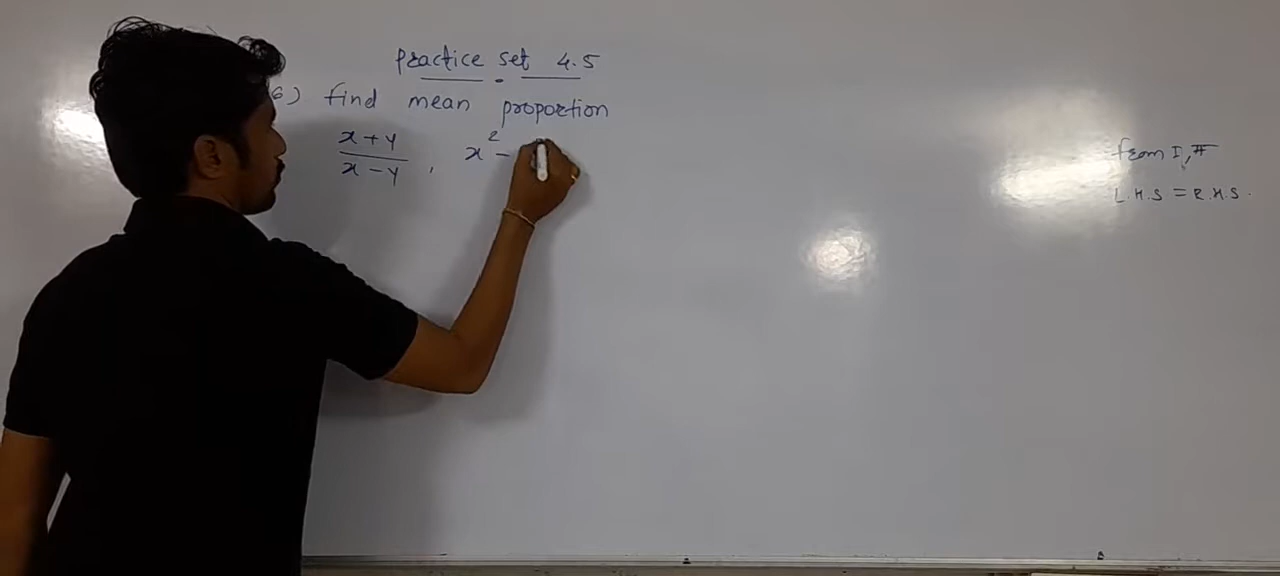 Practice set 4.5
6) find mean proportion
x+y
x-y , x² -
from I, II
L.H.S = R.H.S.